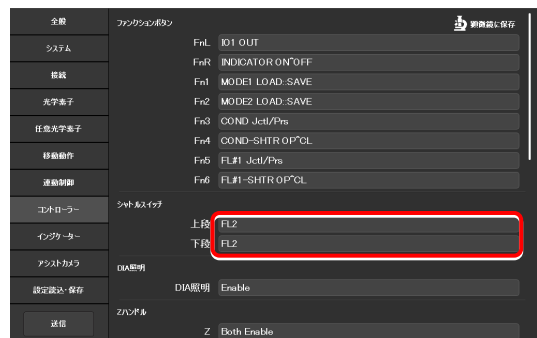 全般
システム
接続
光学素子
任意光学素子
移動動作
連動制御
コントローラー
インジケーター
アシストカメラ
設定読込・保存
送信
ファンクションボタン
顕微鏡に保存
FnL IO1 OUT
FnR INDICATOR ON^OFF
Fn1 MODE1 LOAD::SAVE
Fn2 MODE2 LOAD::SAVE
Fn3 COND Jctl/Prs
Fn4 COND-SHTR OP^CL
Fn5 FL#1 Jctl/Prs
Fn6 FL#1-SHTR OP^CL
シャトルスイッチ
上段 FL2
下段 FL2
DIA照明
DIA照明 Enable
Zハンドル
Z Both Enable